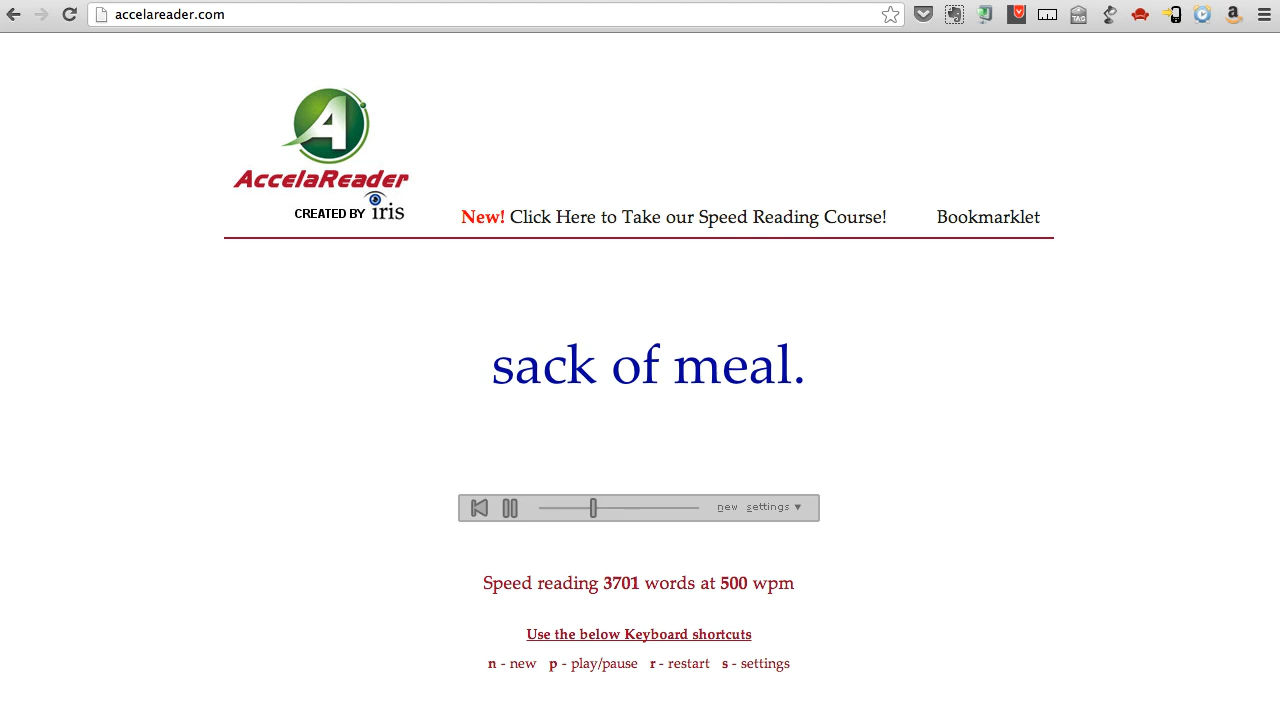 accelareader.com
TAG
A
AccelaReader
CREATED BY iris
New! Click Here to Take our Speed Reading Course! Bookmarklet
sack of meal.
new settings ▼
Speed reading 3701 words at 500 wpm
Use the below Keyboard shortcuts
n - new p - play/pause r - restart s - settings